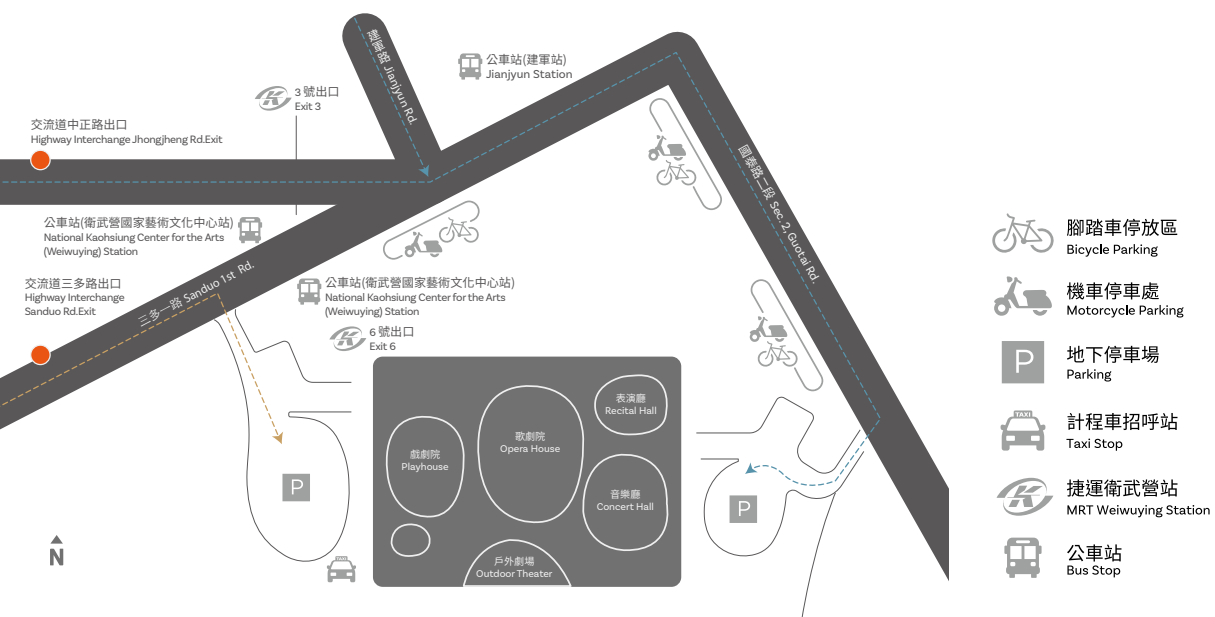 建軍路 Jianjyun Rd.
公車站(建軍站)
Jianjyun Station
3 號出口
Exit 3
交流道中正路出口
Highway Interchange Jhongjheng Rd.Exit
公車站(衛武營國家藝術文化中心站)
National Kaohsiung Center for the Arts
(Weiwuying) Station
交流道三多路出口
Highway Interchange
Sanduo Rd.Exit
三多一路 Sanduo 1st Rd.
公車站(衛武營國家藝術文化中心站)
National Kaohsiung Center for the Arts
(Weiwuying) Station
6 號出口
Exit 6
國泰路二段 Sec. 2, Guotai Rd.
表演廳
Recital Hall
歌劇院
Opera House
戲劇院
Playhouse
音樂廳
Concert Hall
戶外劇場
Outdoor Theater
P
P
TAXI
N
腳踏車停放區
Bicycle Parking
機車停車處
Motorcycle Parking
P
地下停車場
Parking
TAXI
計程車招呼站
Taxi Stop
捷運衛武營站
MRT Weiwuying Station
公車站
Bus Stop